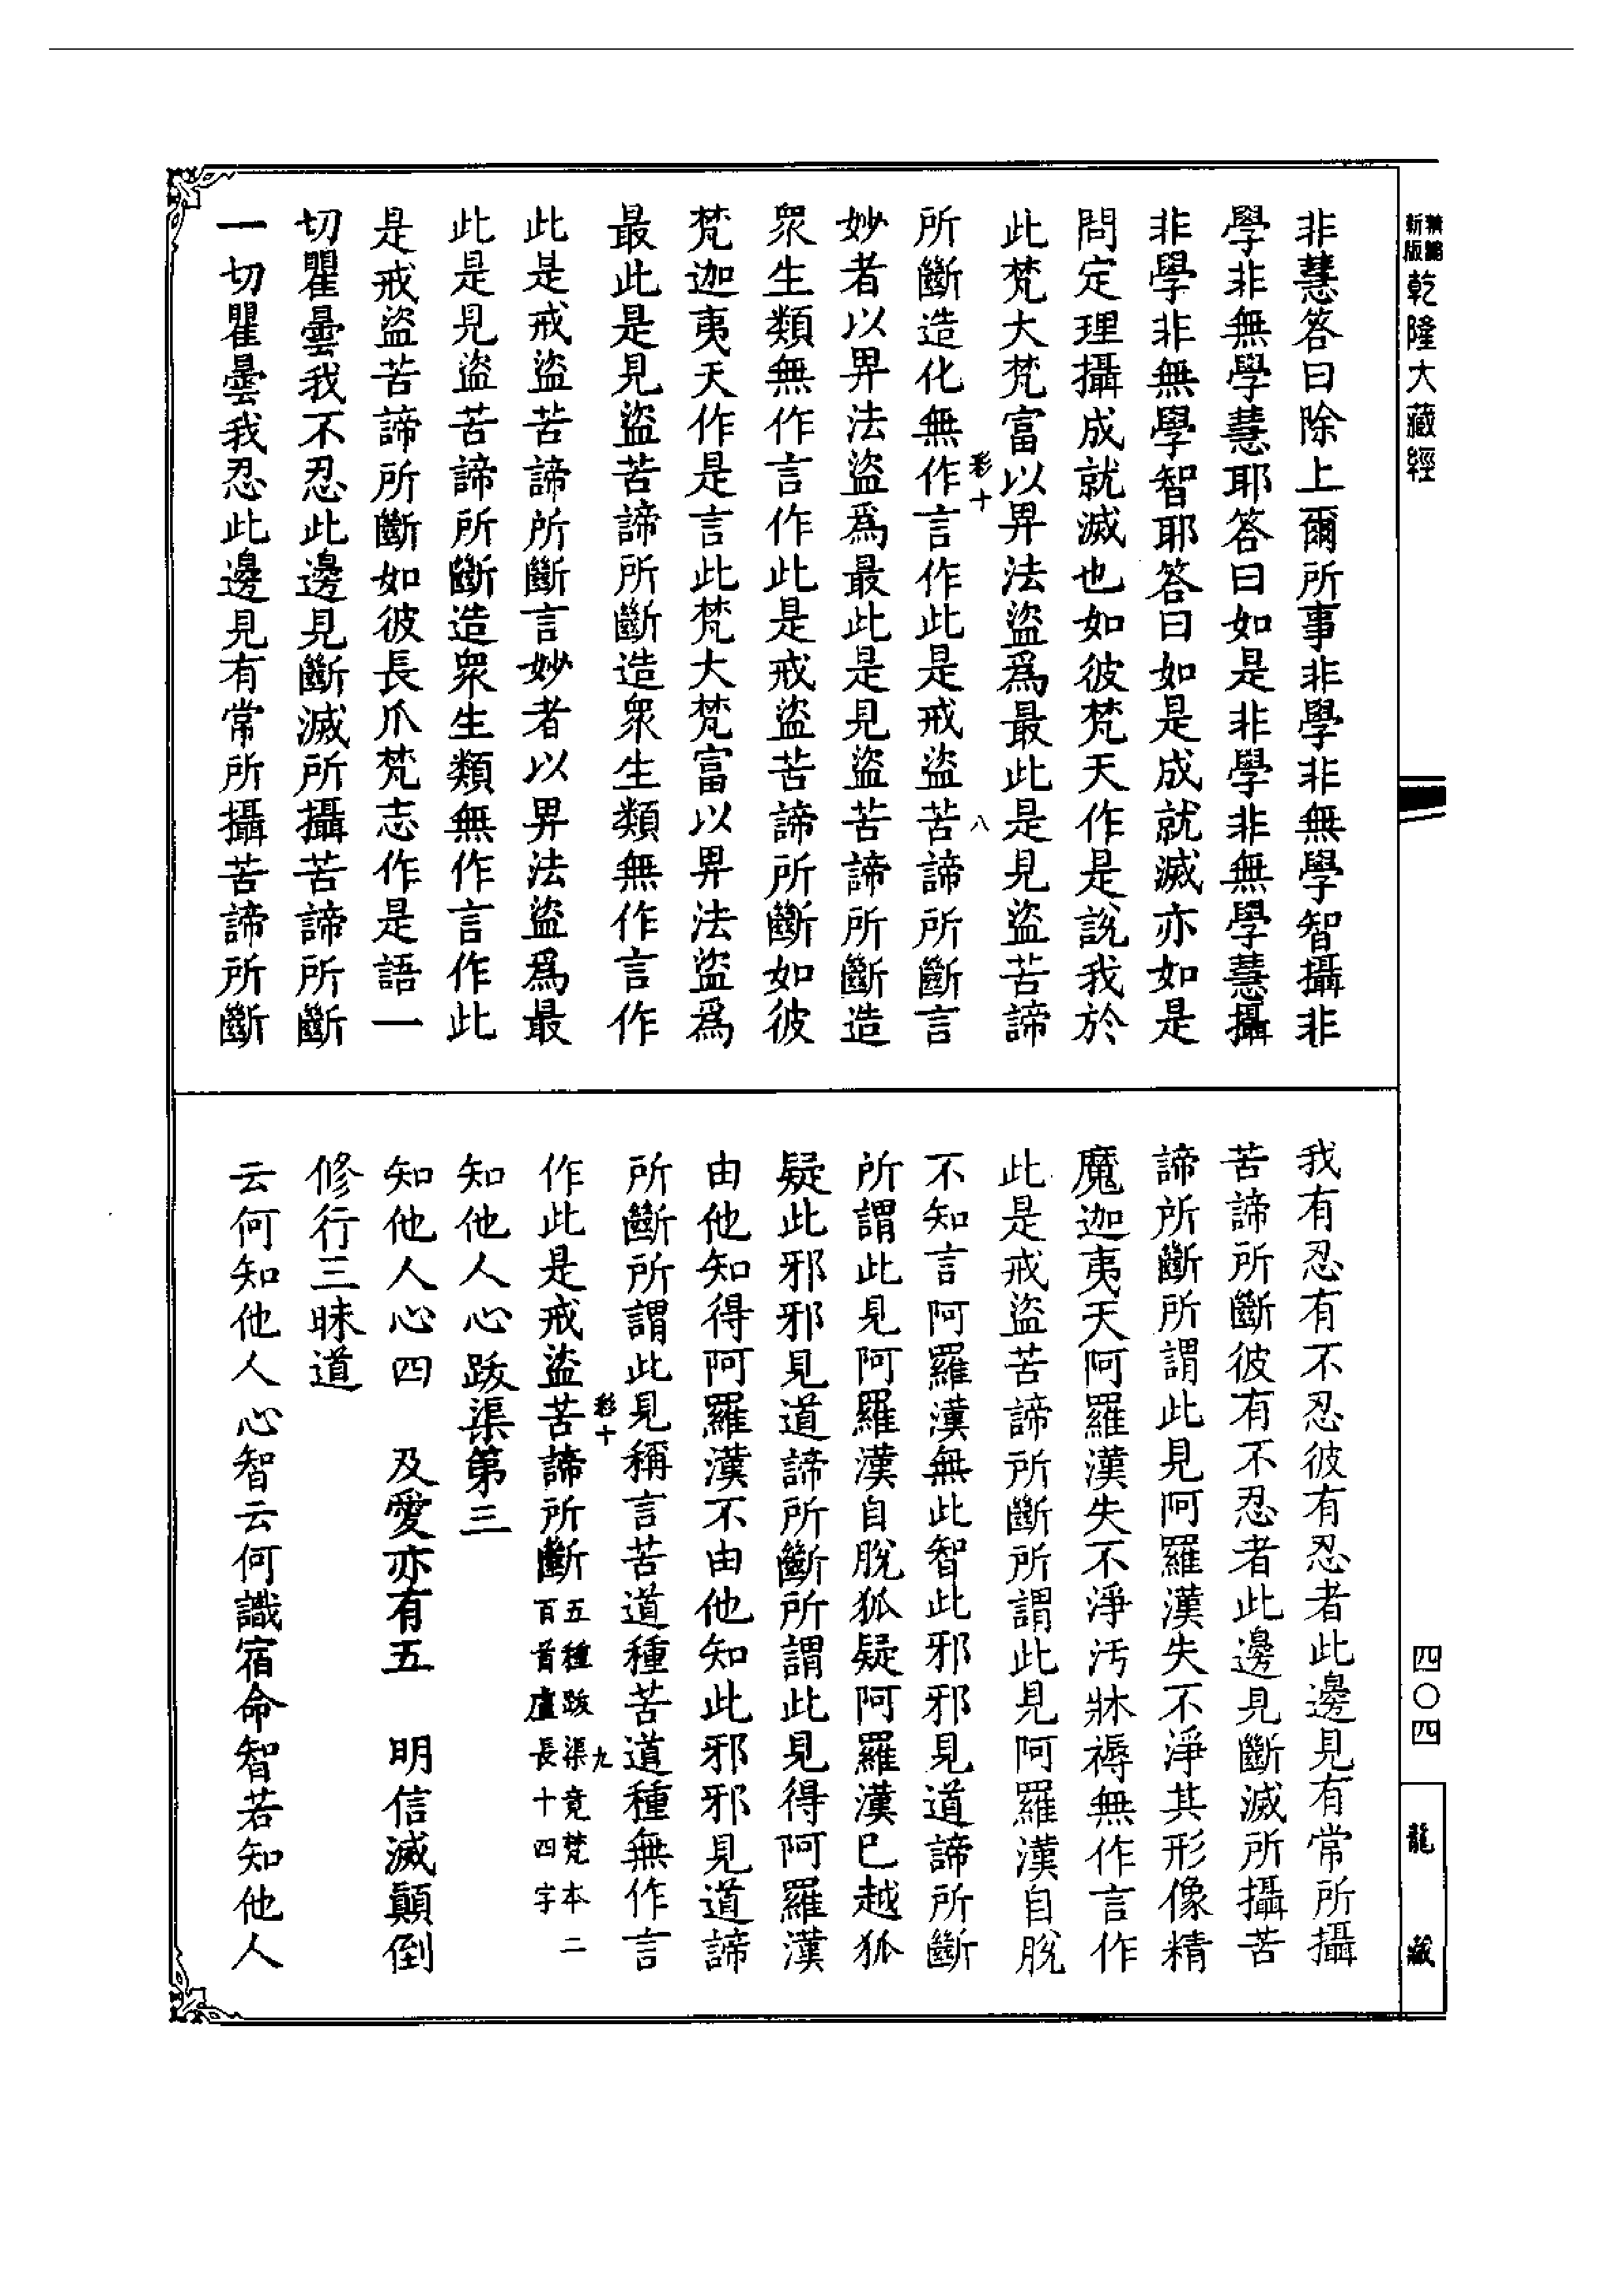 精編
新版
乾隆大藏經
非慧答曰除上爾所事非學非無學智攝非
學非無學慧耶答曰如是非學非無學慧攝
非學非無學智耶答曰如是成就滅亦如是
問定理攝成就滅也如彼梵天作是說我於
此梵大梵富以畀法盜爲最此是見盜苦諦
彩十
八
所斷造化無作言作此是戒盜苦諦所斷言
妙者以畀法盜爲最此是見盜苦諦所斷造
眾生類無作言作此是戒盜苦諦所斷如彼
梵迦夷天作是言此梵大梵富以畀法盜爲
最此是見盜苦諦所斷造眾生類無作言作
此是戒盜苦諦所斷言妙者以畀法盜爲最
此是見盜苦諦所斷造眾生類無作言作此
是戒盜苦諦所斷如彼長爪梵志作是語一
切瞿曇我不忍此邊見斷滅所攝苦諦所斷
一切瞿曇我忍此邊見有常所攝苦諦所斷
我有忍有不忍彼有忍者此邊見有常所攝
苦諦所斷彼有不忍者此邊見斷滅所攝苦
諦所斷所謂此見阿羅漢失不淨其形像精
魔迦夷天阿羅漢失不淨污牀褥無作言作
此是戒盜苦諦所斷所謂此見阿羅漢自脫
不知言阿羅漢無此智此邪邪見道諦所斷
所謂此見阿羅漢自脫狐疑阿羅漢已越狐
疑此邪邪見道諦所斷所謂此見得阿羅漢
由他知得阿羅漢不由他知此邪邪見道諦
所斷所謂此見稱言苦道種苦道種無作言
彩十
九
作此是戒盜苦諦所斷
五種跋渠竟梵本二
百首盧長十四字
知他人心跋渠第三
知他人心四　及愛亦有五　明信滅顛倒
修行三昧道
云何知他人心智云何識宿命智若知他人
四〇四
龍藏